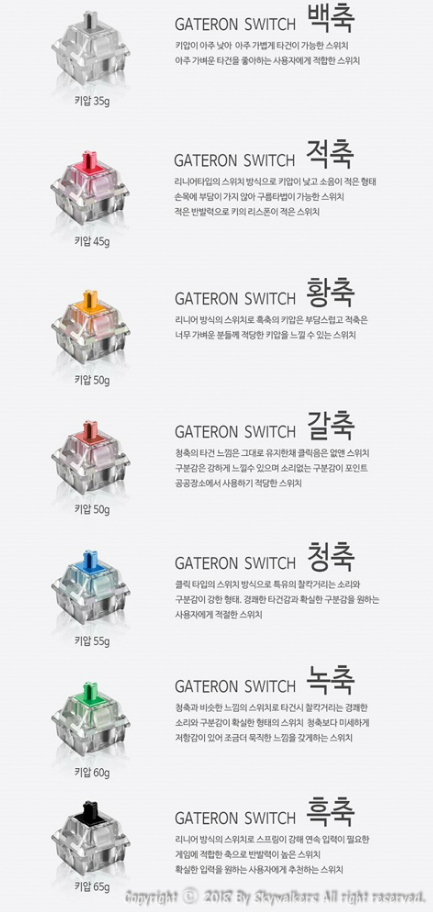 GATERON SWITCH 백축
키압이 아주 낮아 아주 가볍게 타건이 가능한 스위치
아주 가벼운 타건을 좋아하는 사용자에게 적합한 스위치
키압 35g
GATERON SWITCH 적축
리니어타입의 스위치 방식으로 키압이 낮고 소음이 적은 형태
손목에 부담이 가지 않아 구름타법이 가능한 스위치
적은 반발력으로 키의 리스폰이 적은 스위치
키압 45g
GATERON SWITCH 황축
리니어 방식의 스위치로 흑축의 키압은 부담스럽고 적축은
너무 가벼운 분들께 적당한 키압을 느낄 수 있는 스위치
키압 50g
GATERON SWITCH 갈축
청축의 타건 느낌은 그대로 유지한채 클릭음은 없앤 스위치
구분감은 강하게 느낄수 있으며 소리없는 구분감이 포인트
공공장소에서 사용하기 적당한 스위치
키압 50g
GATERON SWITCH 청축
클릭 타입의 스위치 방식으로 특유의 찰칵거리는 소리와
구분감이 강한 형태. 경쾌한 타건감과 확실한 구분감을 원하는
사용자에게 적절한 스위치
키압 55g
GATERON SWITCH 녹축
청축과 비슷한 느낌의 스위치로 타건시 찰칵거리는 경쾌한
소리와 구분감이 확실한 형태의 스위치 청축보다 미세하게
저항감이 있어 조금더 묵직한 느낌을 갖게하는 스위치
키압 60g
GATERON SWITCH 흑축
리니어 방식의 스위치로 스프링이 강해 연속 입력이 필요한
게임에 적합한 축으로 반발력이 높은 스위치
확실한 입력을 원하는 사용자에게 추천하는 스위치
키압 65g
Copyright ⓒ By Skywalkers All right reserved.